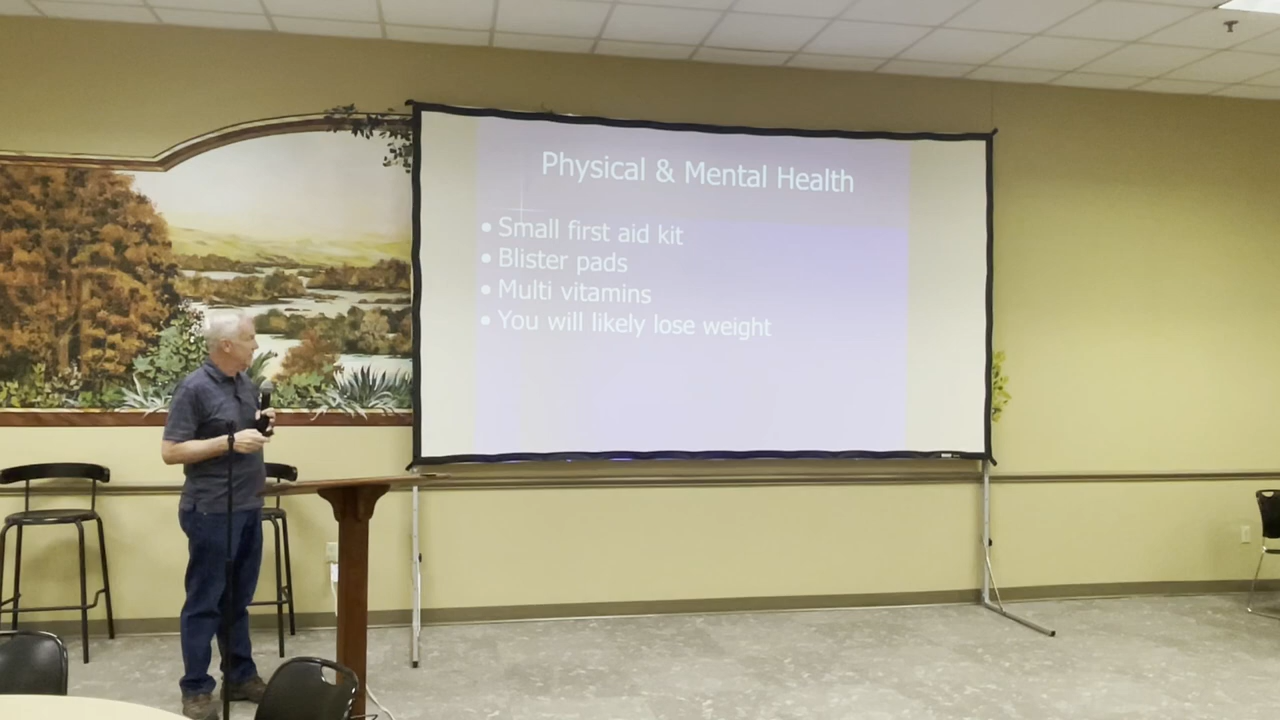 Physical & Mental Health
• Small first aid kit
• Blister pads
• Multi vitamins
• You will likely lose weight